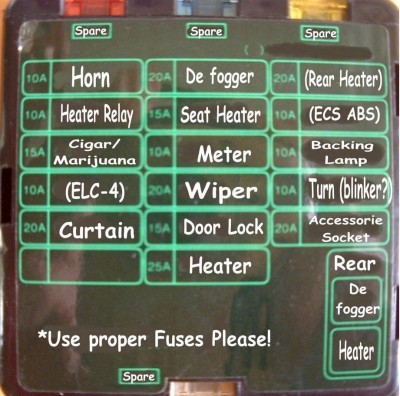 Spare Spare Spare
10A Horn 20A De fogger 20A (Rear Heater)
10A Heater Relay 15A Seat Heater 10A (ECS ABS)
15A Cigar/
Marijuana 10A Meter 10A Backing
Lamp
10A (ELC-4) 20A Wiper 10A Turn (blinker?)
20A Curtain 15A Door Lock 20A Accessorie
Socket
25A Heater
Rear
De
fogger
Heater
*Use proper Fuses Please!
Spare